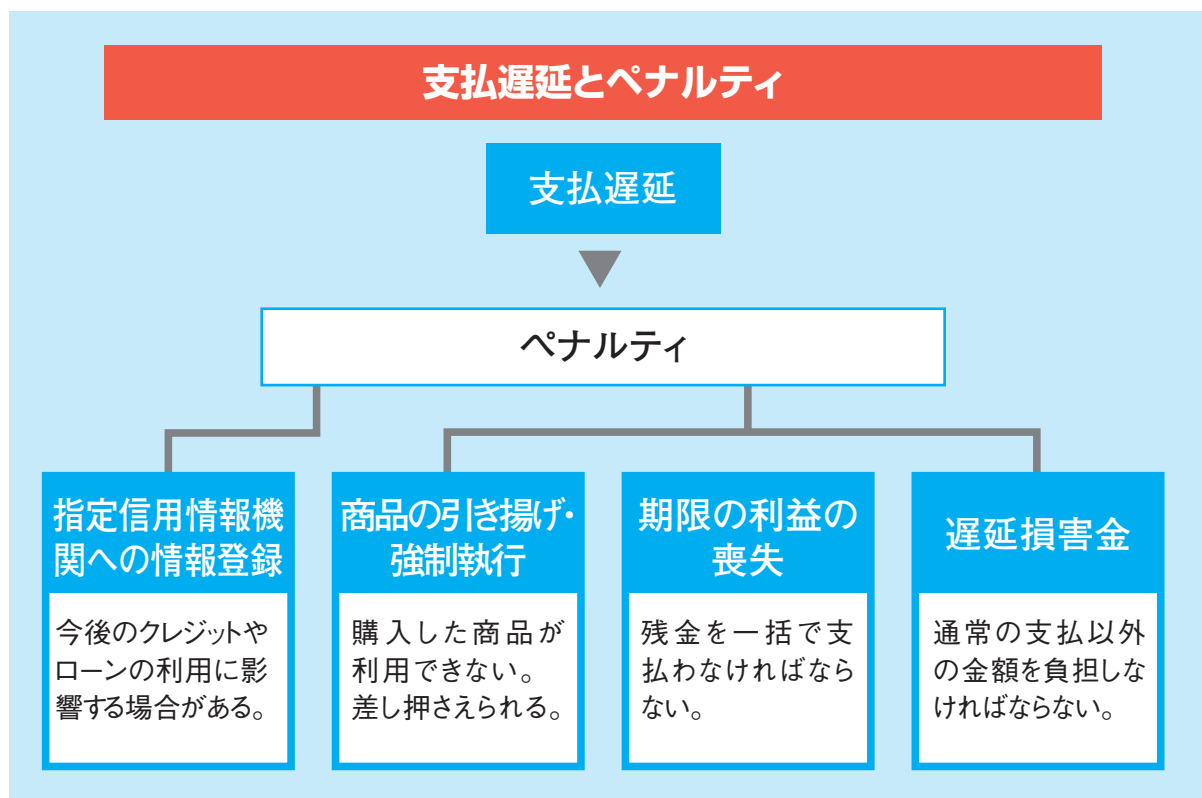 支払遅延とペナルティ
支払遅延
ペナルティ
指定信用情報機
関への情報登録
今後のクレジットや
ローンの利用に影
響する場合がある。
商品の引き揚げ・
強制執行
購入した商品が
利用できない。
差し押さえられる。
期限の利益の
喪失
残金を一括で支
払わなければなら
ない。
遅延損害金
通常の支払以外
の金額を負担しな
ければならない。